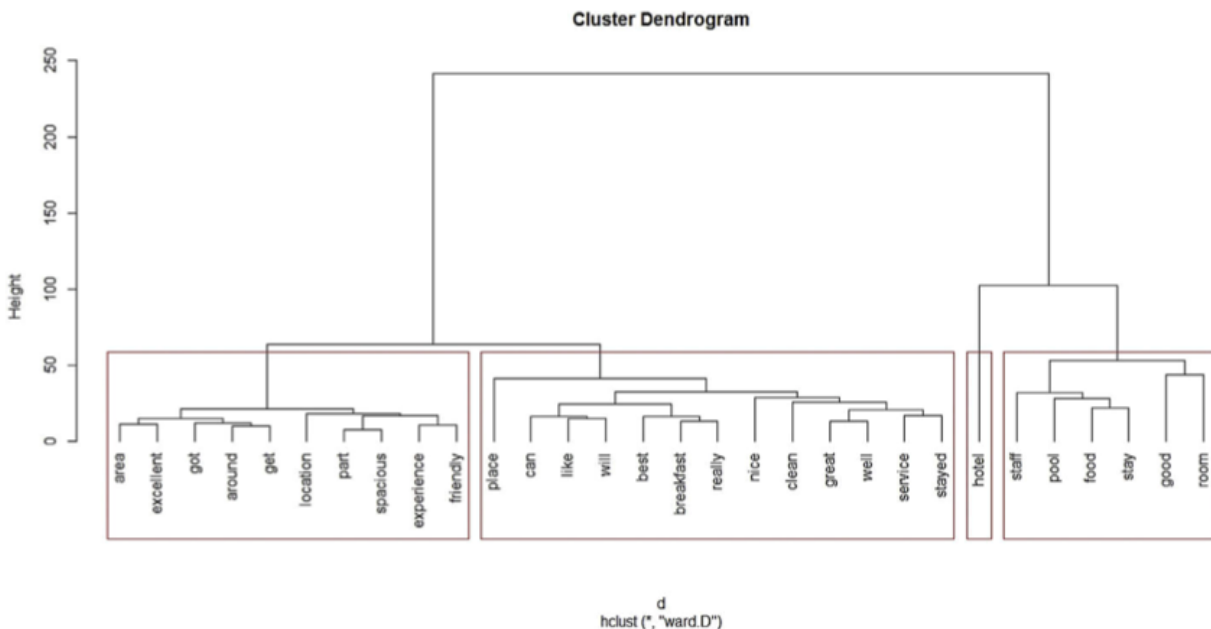 Cluster Dendrogram
250
200
150
100
50
0
Height
area
excellent
got
around
get
location
part
spacious
experience
friendly
place
can
like
will
best
breakfast
really
nice
clean
great
well
service
stayed
hotel
staff
pool
food
stay
good
room
d
hclust (*, "ward.D")